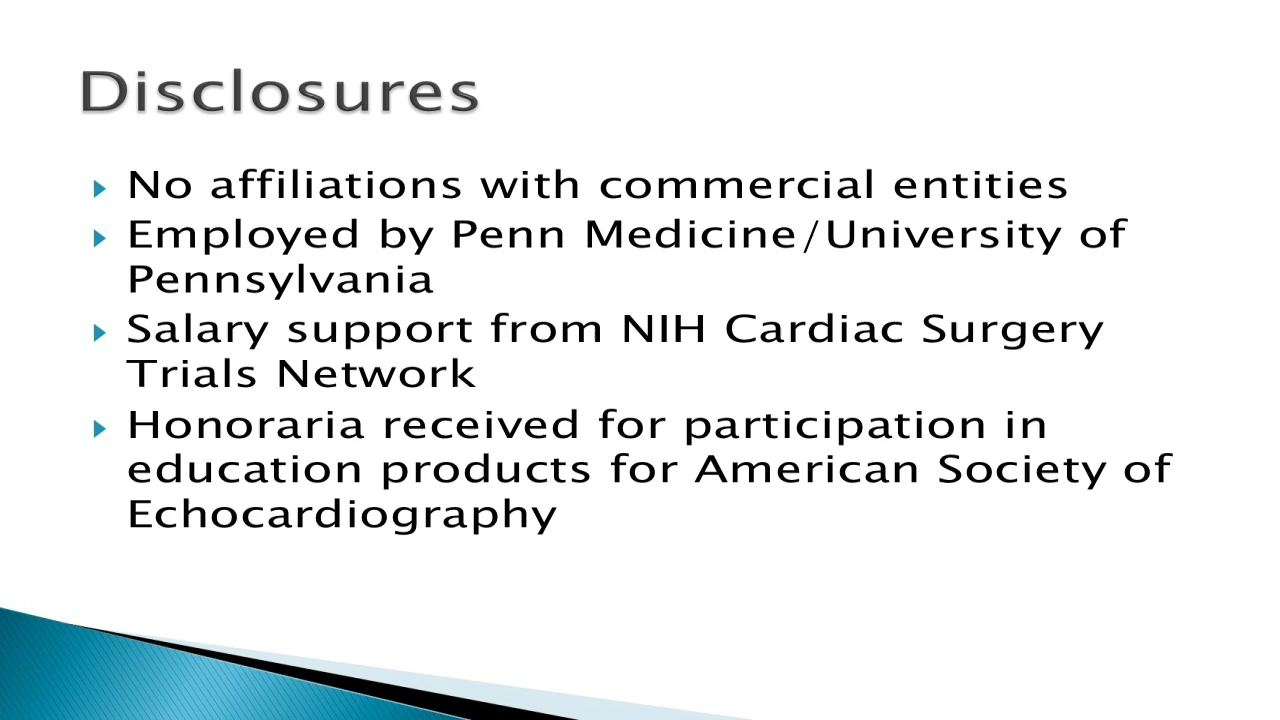 Disclosures
No affiliations with commercial entities
Employed by Penn Medicine/University of
Pennsylvania
Salary support from NIH Cardiac Surgery
Trials Network
Honoraria received for participation in
education products for American Society of
Echocardiography